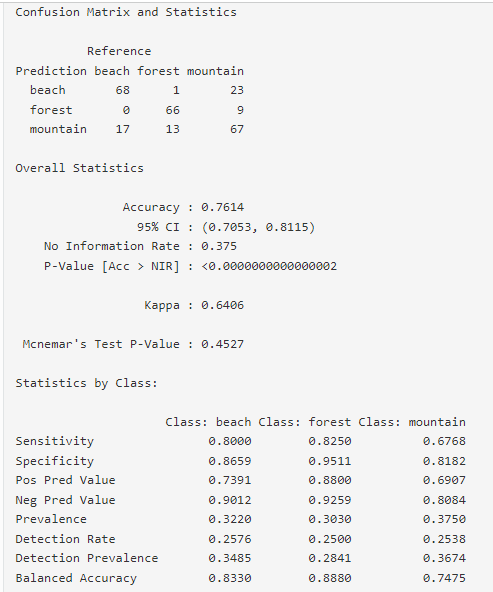 Confusion Matrix and Statistics
Reference
Prediction beach forest mountain
beach 68 1 23
forest 0 66 9
mountain 17 13 67
Overall Statistics
Accuracy : 0.7614
95% CI : (0.7053, 0.8115)
No Information Rate : 0.375
P-Value [Acc > NIR] : <0.0000000000000002
Kappa : 0.6406
Mcnemar's Test P-Value : 0.4527
Statistics by Class:
Class: beach Class: forest Class: mountain
Sensitivity 0.8000 0.8250 0.6768
Specificity 0.8659 0.9511 0.8182
Pos Pred Value 0.7391 0.8800 0.6907
Neg Pred Value 0.9012 0.9259 0.8084
Prevalence 0.3220 0.3030 0.3750
Detection Rate 0.2576 0.2500 0.2538
Detection Prevalence 0.3485 0.2841 0.3674
Balanced Accuracy 0.8330 0.8880 0.7475